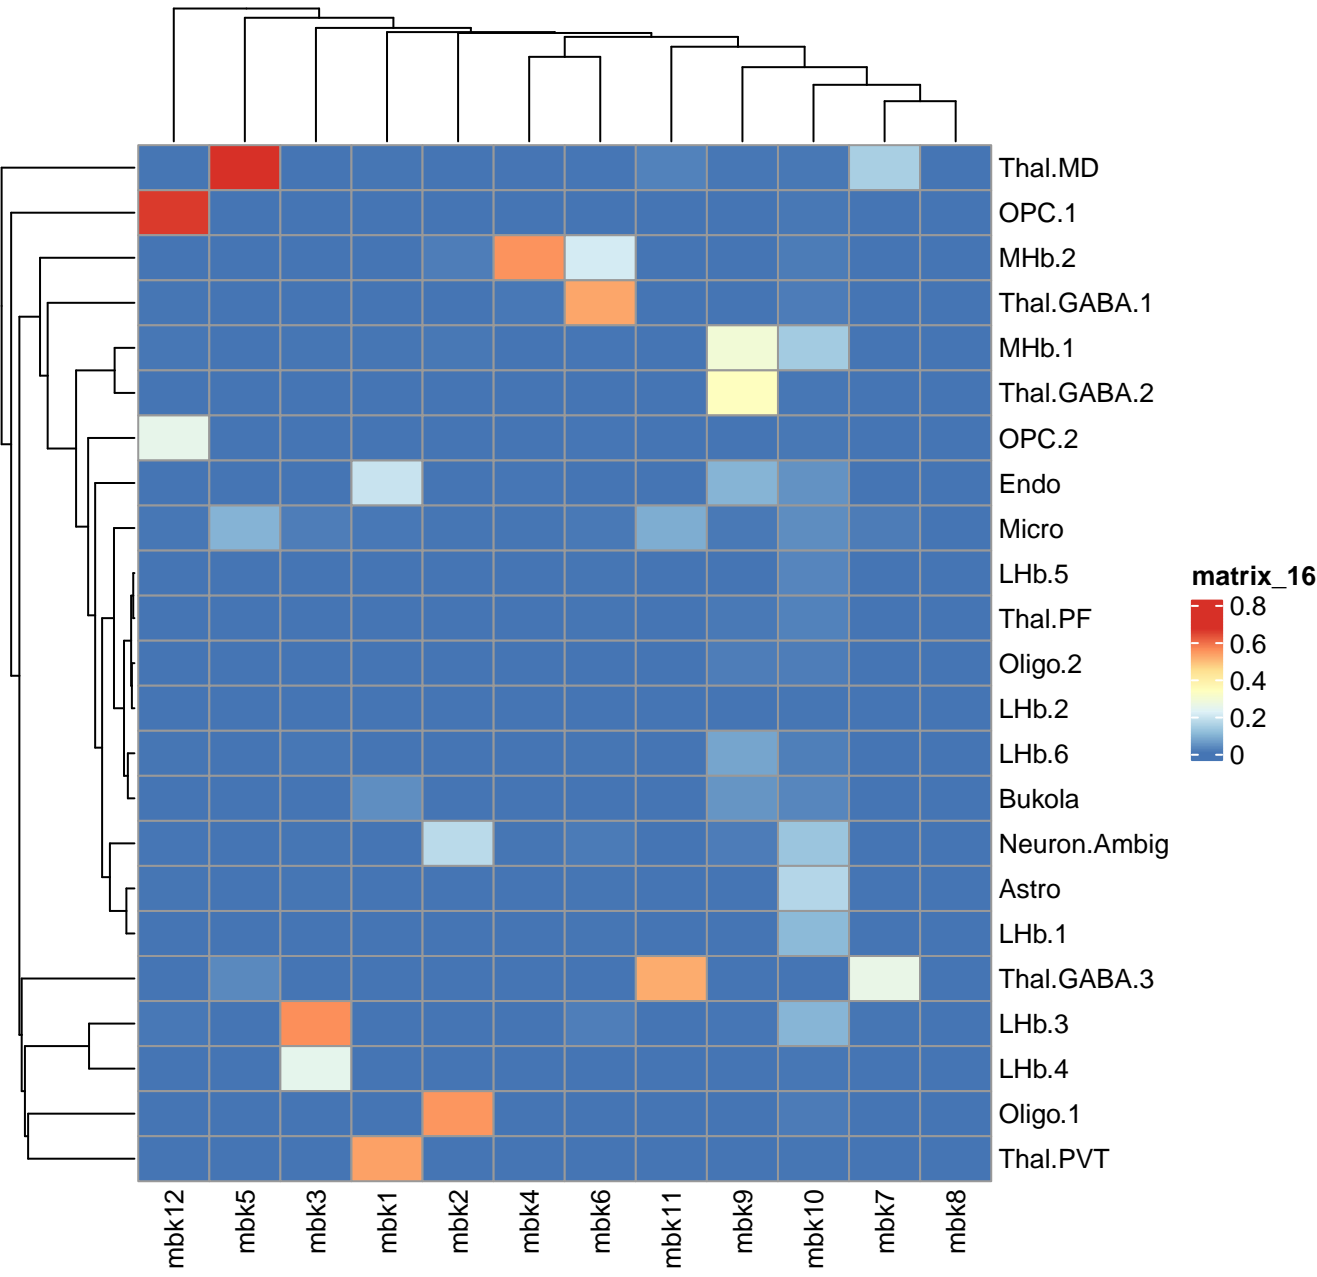 Thal.MD
OPC.1
MHb.2
Thal.GABA.1
MHb.1
Thal.GABA.2
OPC.2
Endo
Micro
LHb.5
Thal.PF
Oligo.2
LHb.2
LHb.6
Bukola
Neuron.Ambig
Astro
LHb.1
Thal.GABA.3
LHb.3
LHb.4
Oligo.1
Thal.PVT
matrix_16
0.8
0.6
0.4
0.2
0
mbk12
mbk5
mbk3
mbk1
mbk2
mbk4
mbk6
mbk11
mbk9
mbk10
mbk7
mbk8